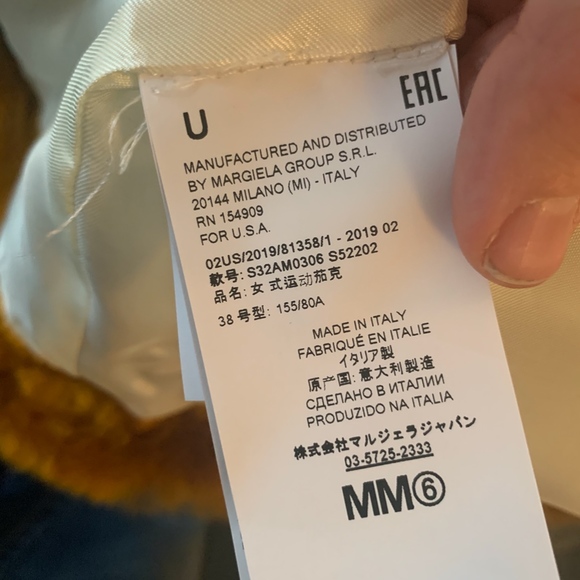 U EAC
MANUFACTURED AND DISTRIBUTED
BY MARGIELA GROUP S.R.L.
20144 MILANO (MI) - ITALY
RN 154909
FOR U.S.A.
02US/2019/81358/1 - 2019 02
款号: S32AM0306 S52202
品名: 女 式运动茄克
38 号型: 155/80A
MADE IN ITALY
FABRIQUÉ EN ITALIE
イタリア製
原产国: 意大利製造
СДЕЛАНО В ИТАЛИИ
PRODUZIDO NA ITALIA
株式会社マルジェラジャパン
03-5725-2333
MM⑥